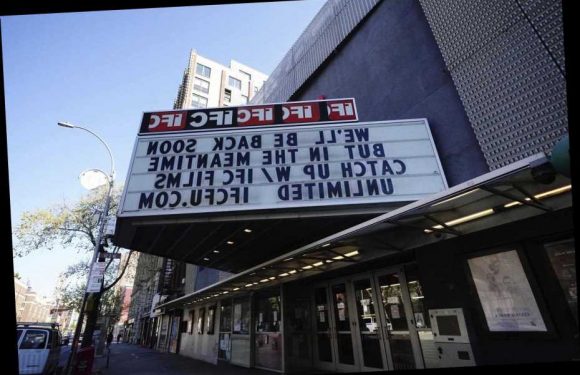 iFC iFC iFC iFC iFC
WE'LL BE BACK SOON
BUT IN THE MEANTIME
CATCH UP W/ IFC FILMS
UNLIMITED IFCFU.COM